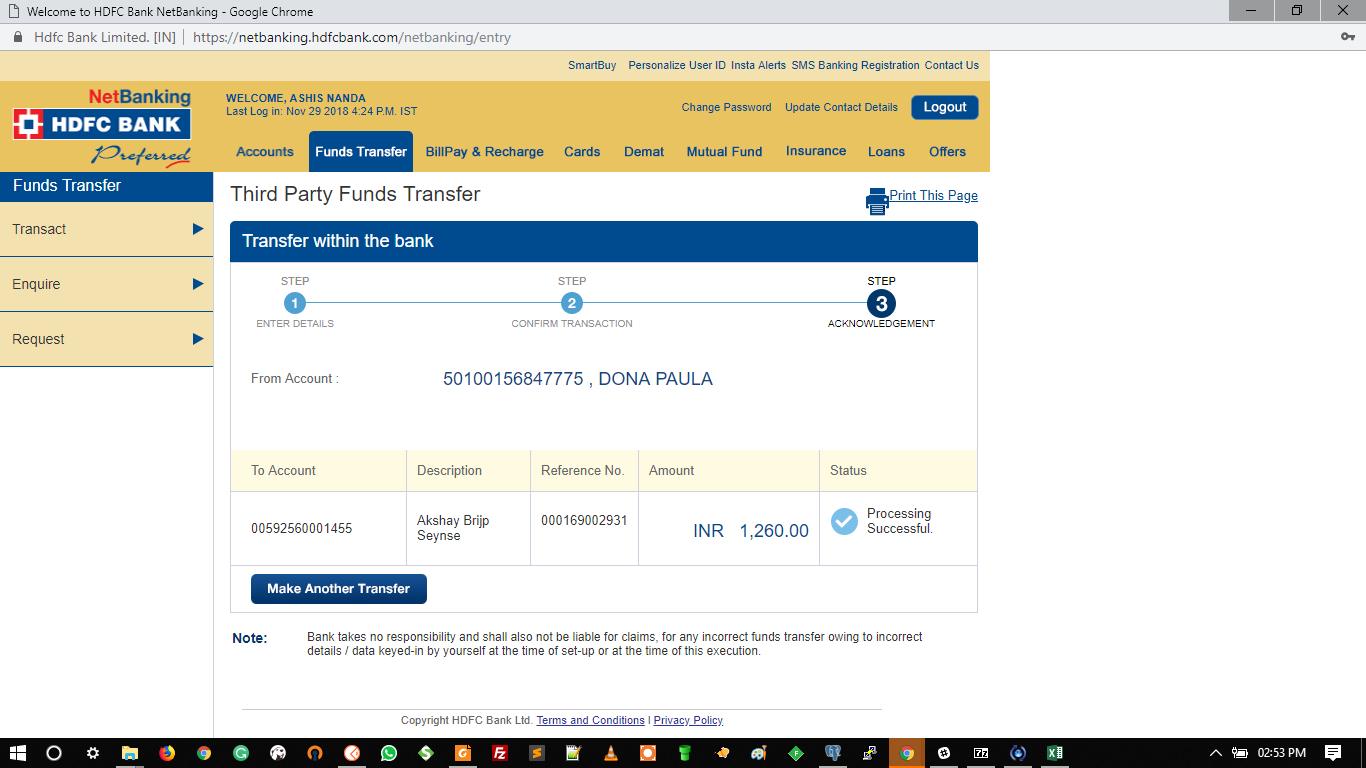 Welcome to HDFC Bank NetBanking - Google Chrome
Hdfc Bank Limited. [IN] https://netbanking.hdfcbank.com/netbanking/entry
SmartBuy Personalize User ID Insta Alerts SMS Banking Registration Contact Us
NetBanking
HDFC BANK
Preferred
WELCOME, ASHIS NANDA
Last Log in: Nov 29 2018 4:24 P.M. IST
Change Password Update Contact Details Logout
Accounts Funds Transfer BillPay & Recharge Cards Demat Mutual Fund Insurance Loans Offers
Funds Transfer
Transact
Enquire
Request
Third Party Funds Transfer
Print This Page
Transfer within the bank
STEP STEP STEP
1 2 3
ENTER DETAILS CONFIRM TRANSACTION ACKNOWLEDGEMENT
From Account : 50100156847775 , DONA PAULA
To Account Description Reference No. Amount Status
00592560001455 Akshay Brijp 000169002931 INR 1,260.00 Processing
Seynse Successful.
Make Another Transfer
Note: Bank takes no responsibility and shall also not be liable for claims, for any incorrect funds transfer owing to incorrect
details / data keyed-in by yourself at the time of set-up or at the time of this execution.
Copyright HDFC Bank Ltd. Terms and Conditions I Privacy Policy
02:53 PM